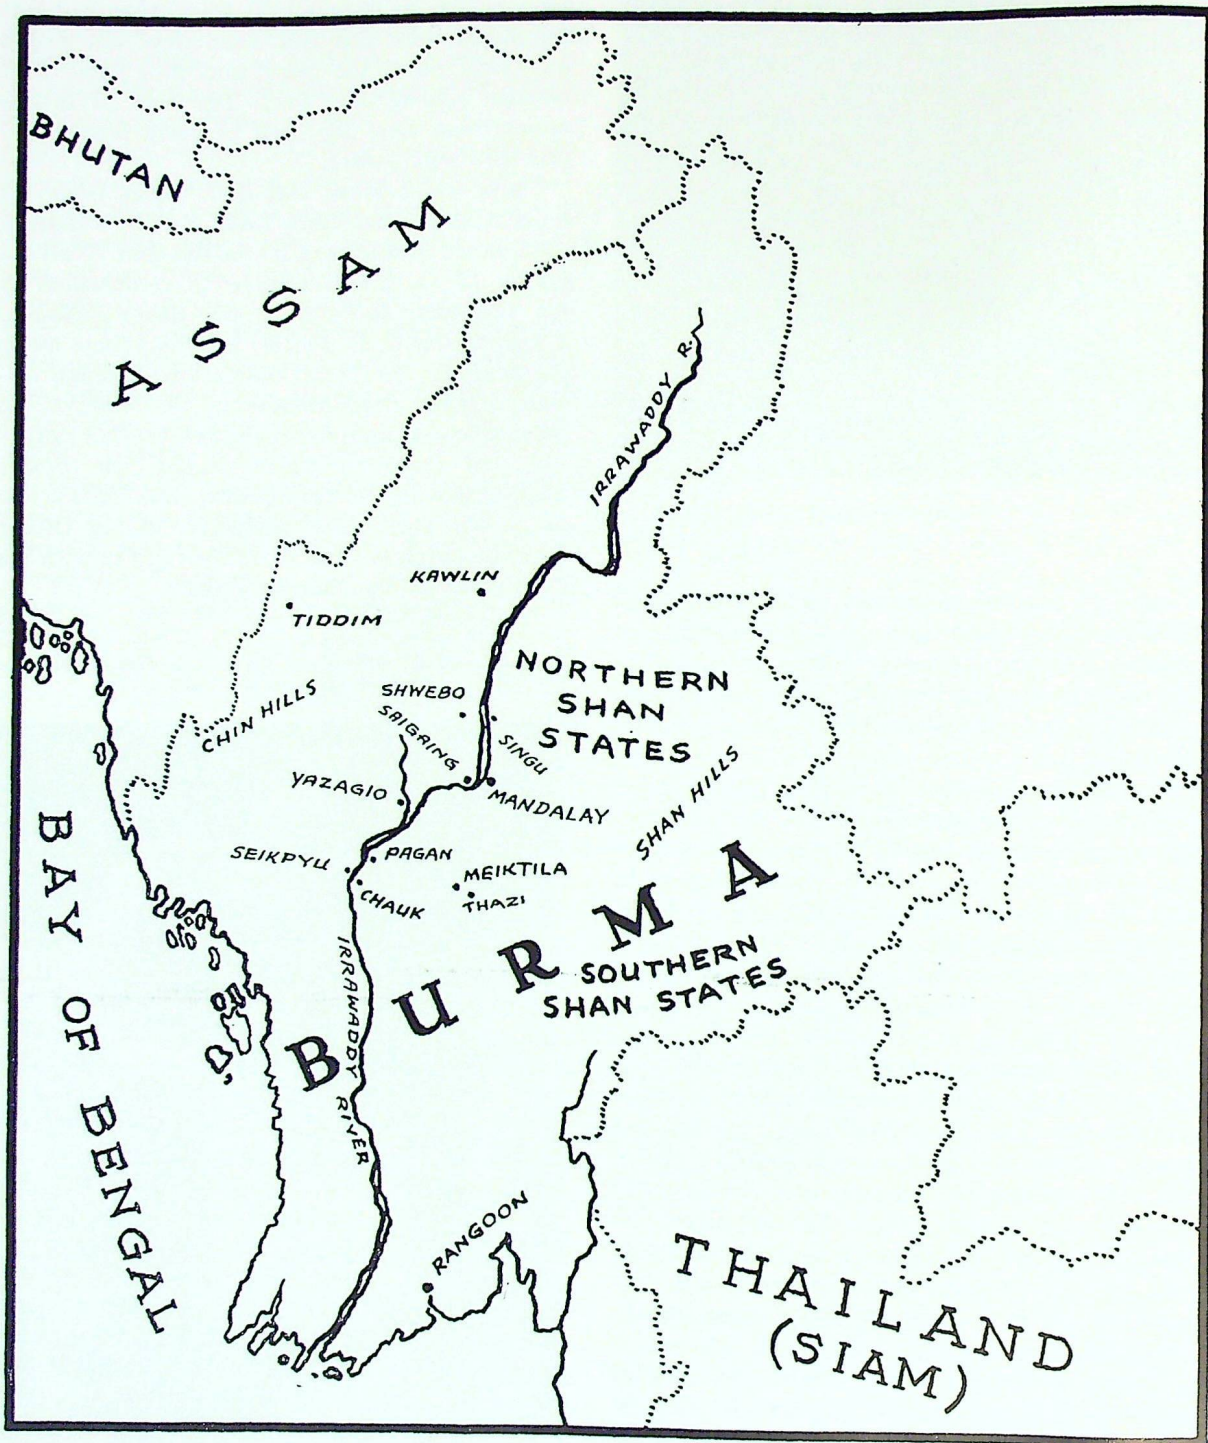 BHUTAN
ASSAM
IRRAWADDY R.
KAWLIN
TIDDIM
NORTHERN
SHAN
STATES
CHIN HILLS
SHWEBO
SAIGAING
SINGU
YAZAGIO
MANDALAY
SHAN HILLS
SEIKPYU
PAGAN
MEIKTILA
CHAUK
THAZI
BURMA
SOUTHERN
SHAN STATES
BAY OF BENGAL
IRRAWADDY RIVER
RANGOON
THAILAND
(SIAM)